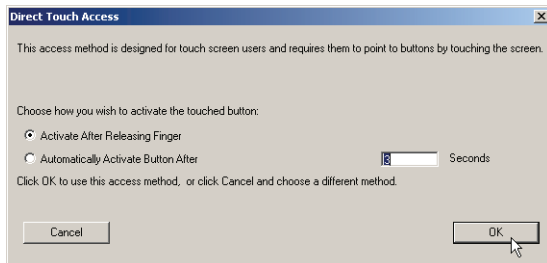 Direct Touch Access
This access method is designed for touch screen users and requires them to point to buttons by touching the screen.
Choose how you wish to activate the touched button:
Activate After Releasing Finger
Automatically Activate Button After 3 Seconds
Click OK to use this access method, or click Cancel and choose a different method.
Cancel OK